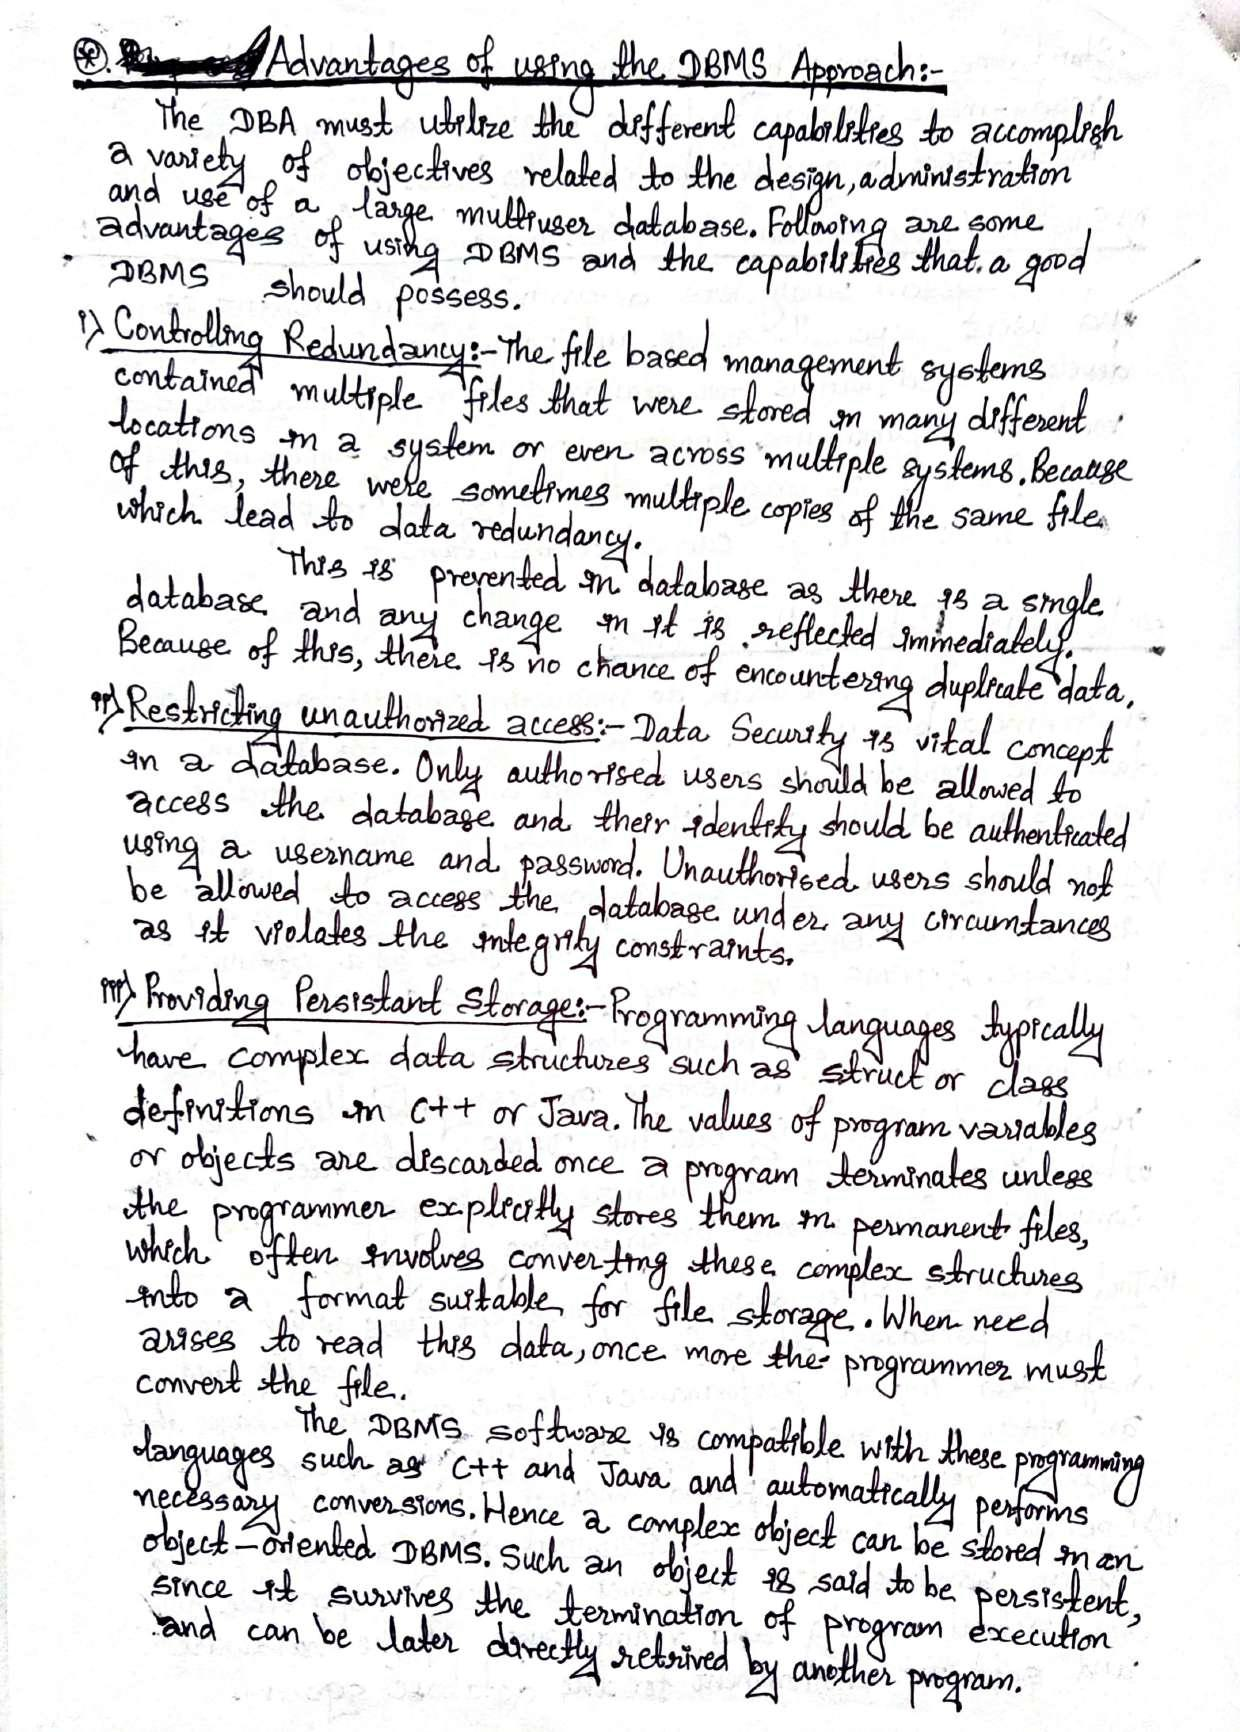 ⊛. Advantages of using the DBMS Approach:-
The DBA must utilize the different capabilities to accomplish
a variety of objectives related to the design, administration
and use of a large multiuser database. Following are some
advantages of using DBMS and the capabilities that a good
DBMS should possess.
i) Controlling Redundancy:- The file based management systems
contained multiple files that were stored in many different
locations in a system or even across multiple systems. Because
of this, there were sometimes multiple copies of the same file
which lead to data redundancy.
This is prevented in database as there is a single
database and any change in it is reflected immediately.
Because of this, there is no chance of encountering duplicate data.
ii) Restricting unauthorized access:- Data Security is vital concept
in a database. Only authorised users should be allowed to
access the database and their identity should be authenticated
using a username and password. Unauthorised users should not
be allowed to access the database under any circumstances
as it violates the integrity constraints.
iii) Providing Persistant Storage:- Programming languages typically
have complex data structures such as struct or class
definitions in C++ or Java. The values of program variables
or objects are discarded once a program terminates unless
the programmer explicitly stores them in permanent files,
which often involves converting these complex structures
into a format suitable for file storage. When need
arises to read this data, once more the programmer must
convert the file.
The DBMS software is compatible with these programming
languages such as C++ and Java and automatically performs
necessary conversions. Hence a complex object can be stored in an
object-oriented DBMS. Such an object is said to be persistent,
since it survives the termination of program execution
and can be later directly retrived by another program.